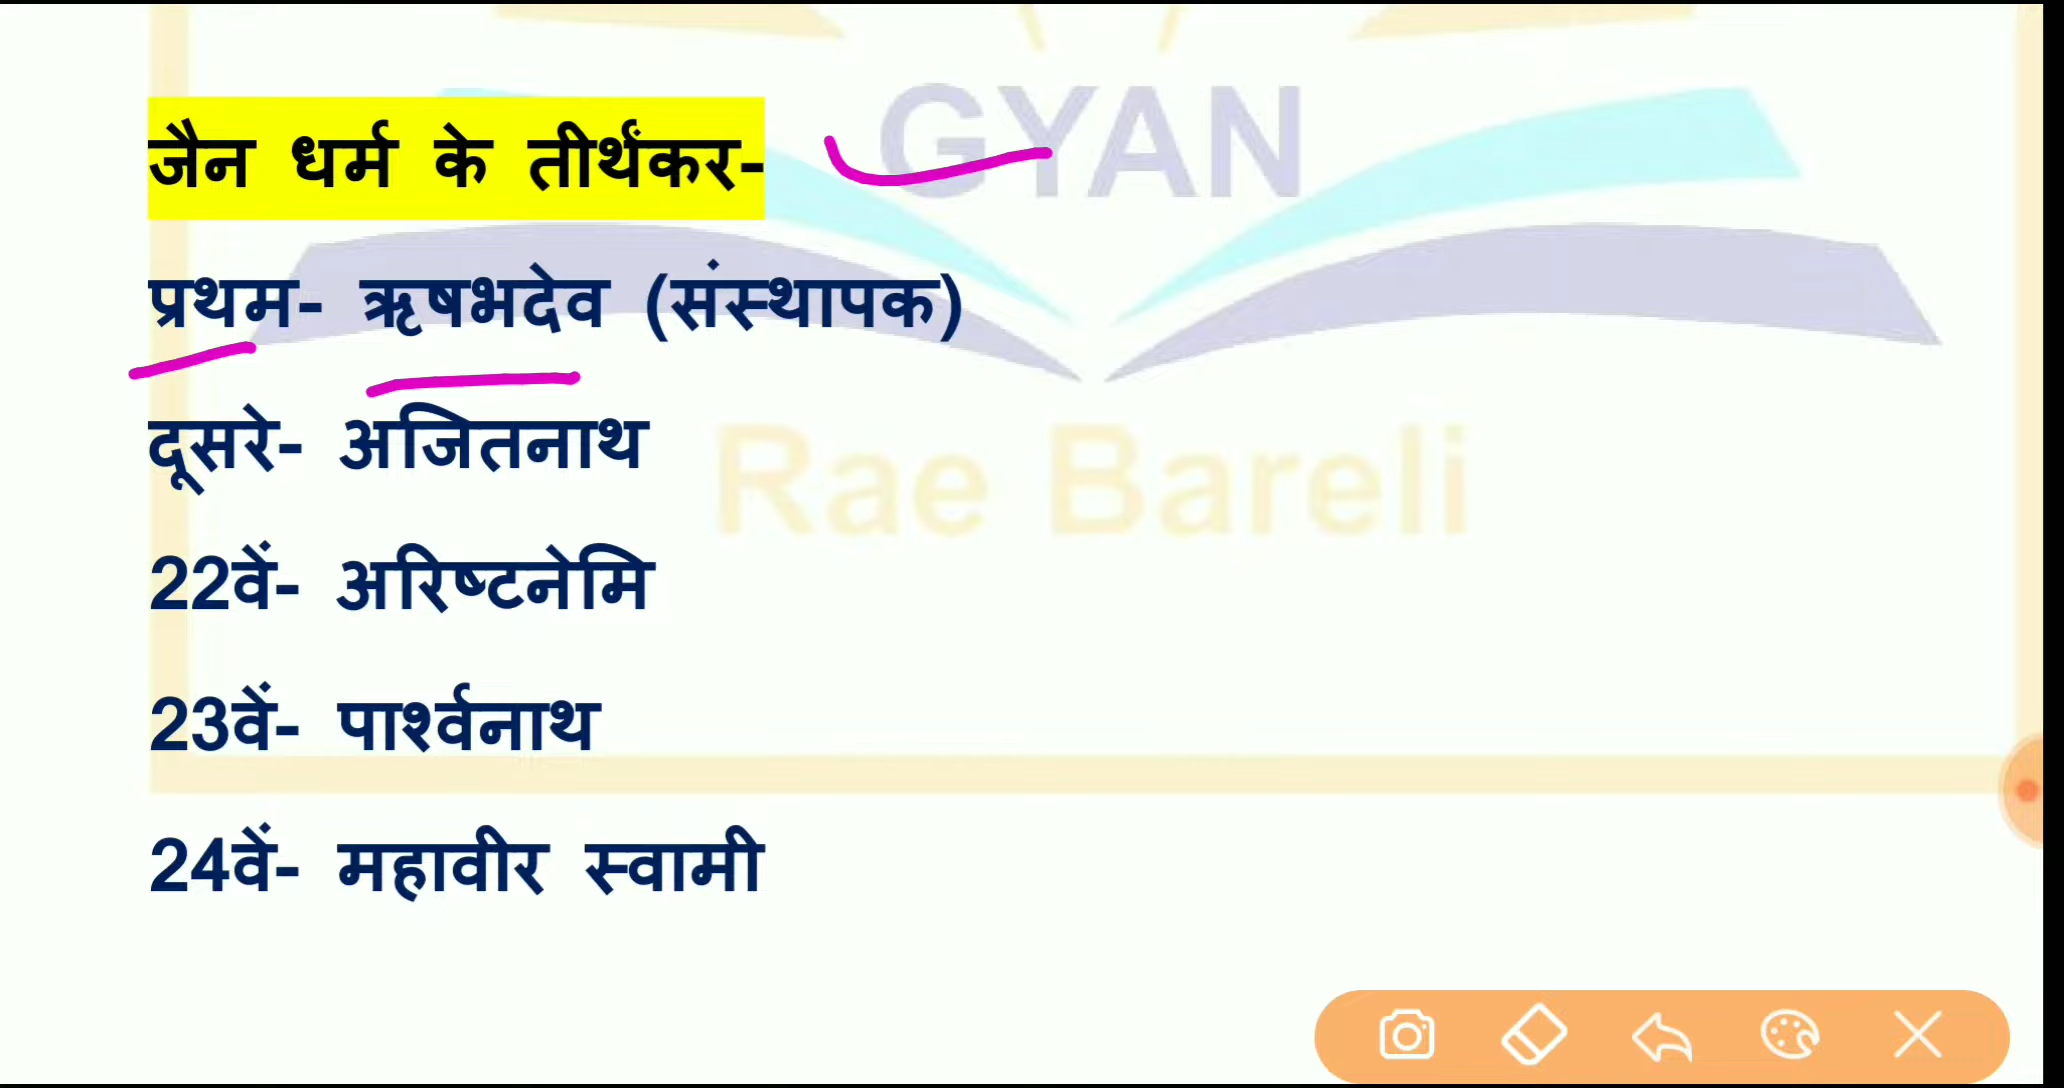 GYAN
जैन धर्म के तीर्थंकर-
प्रथम- ऋषभदेव (संस्थापक)
दूसरे- अजितनाथ
Rae Bareli
22वें- अरिष्टनेमि
23वें- पार्श्वनाथ
24वें- महावीर स्वामी